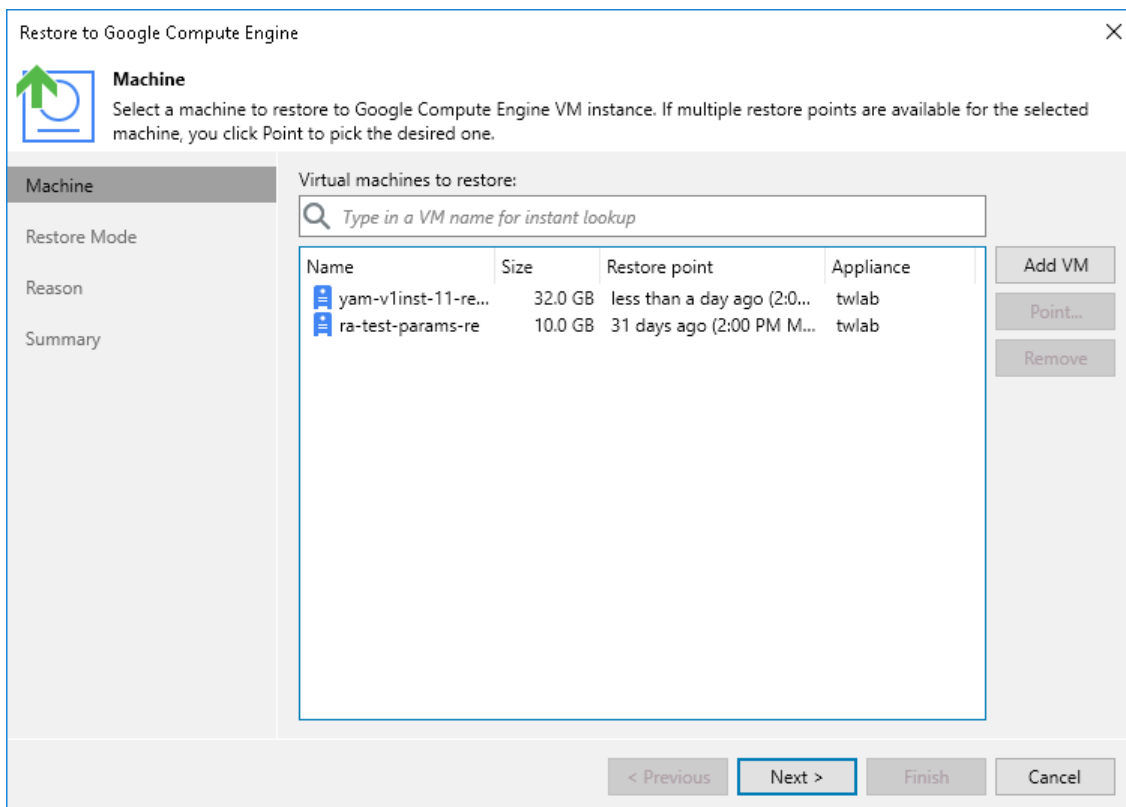 Restore to Google Compute Engine
Machine
Select a machine to restore to Google Compute Engine VM instance. If multiple restore points are available for the selected
machine, you click Point to pick the desired one.
Machine
Restore Mode
Reason
Summary
Virtual machines to restore:
Type in a VM name for instant lookup
Name Size Restore point Appliance
yam-v1inst-11-re... 32.0 GB less than a day ago (2:0... twlab
ra-test-params-re 10.0 GB 31 days ago (2:00 PM M... twlab
Add VM
Point...
Remove
< Previous Next > Finish Cancel